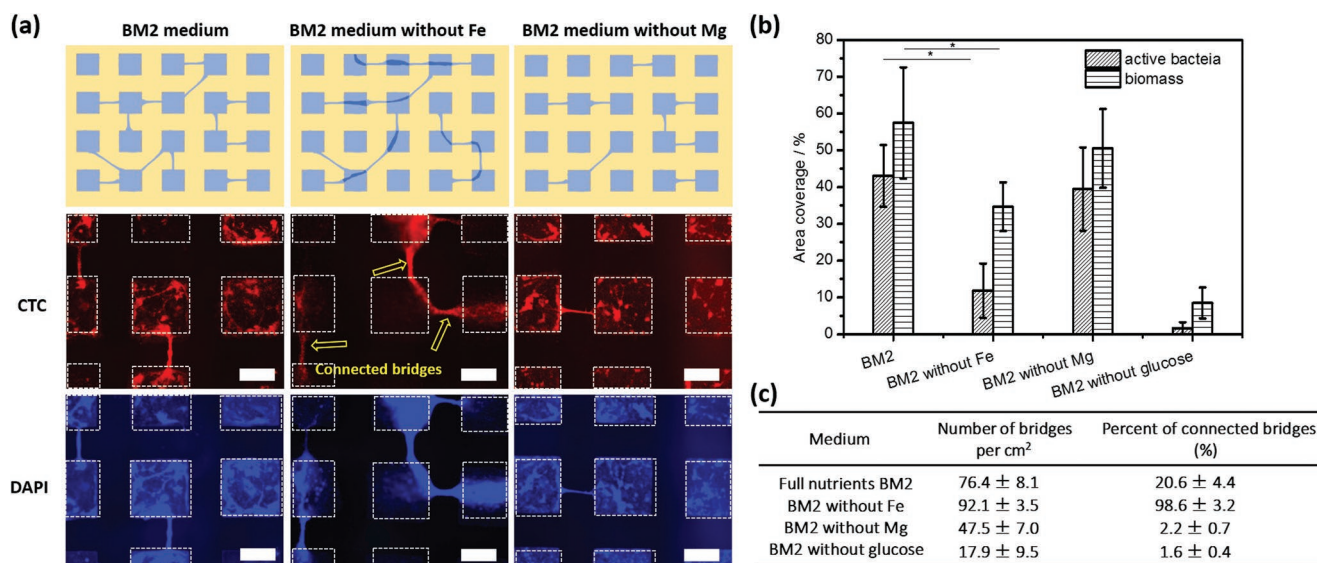 (a)
BM2 medium
BM2 medium without Fe
BM2 medium without Mg
CTC
Connected bridges
DAPI
(b)
Area coverage / %
80
70
60
50
40
30
20
10
0
active bacteia
biomass
*
*
BM2
BM2 without Fe
BM2 without Mg
BM2 without glucose
(c)
Medium Number of bridges per cm² Percent of connected bridges (%)
Full nutrients BM2 76.4 ± 8.1 20.6 ± 4.4
BM2 without Fe 92.1 ± 3.5 98.6 ± 3.2
BM2 without Mg 47.5 ± 7.0 2.2 ± 0.7
BM2 without glucose 17.9 ± 9.5 1.6 ± 0.4